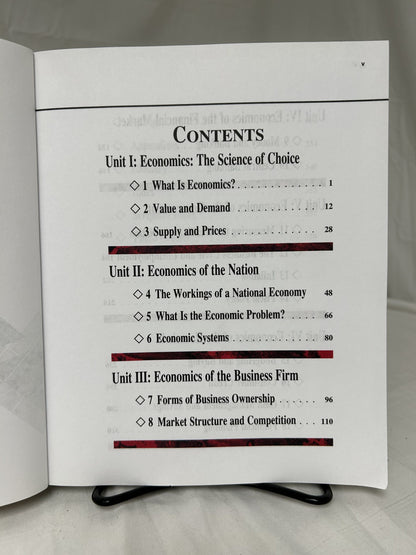 v
CONTENTS
Unit I: Economics: The Science of Choice
◇ 1 What Is Economics? . . . . . . . . . . . . . . 1
◇ 2 Value and Demand . . . . . . . . . . . . . . 12
◇ 3 Supply and Prices . . . . . . . . . . . . . . 28
Unit II: Economics of the Nation
◇ 4 The Workings of a National Economy 48
◇ 5 What Is the Economic Problem? . . . . . 66
◇ 6 Economic Systems . . . . . . . . . . . . . . 80
Unit III: Economics of the Business Firm
◇ 7 Forms of Business Ownership . . . . . . 96
◇ 8 Market Structure and Competition . . . 110